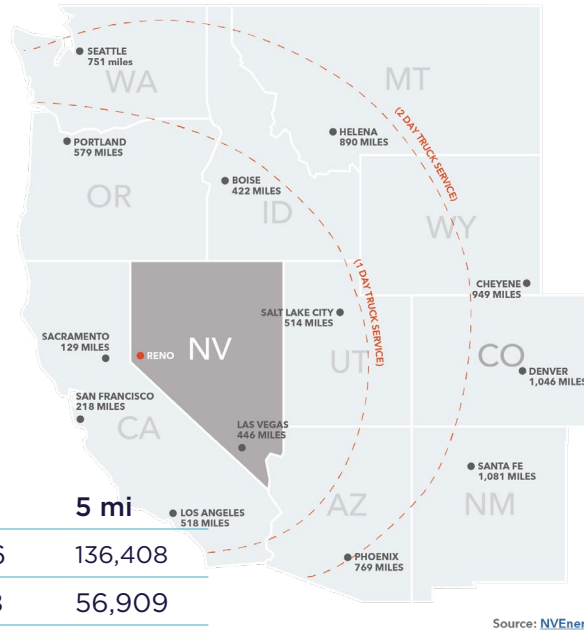 SEATTLE
751 miles
WA
MT
(2 DAY TRUCK SERVICE)
HELENA
890 MILES
PORTLAND
579 MILES
BOISE
422 MILES
OR
ID
WY
(1 DAY TRUCK SERVICE)
CHEYENE
949 MILES
SALT LAKE CITY
514 MILES
SACRAMENTO
129 MILES
RENO
NV
UT
CO
DENVER
1,046 MILES
SAN FRANCISCO
218 MILES
CA
LAS VEGAS
446 MILES
SANTA FE
1,081 MILES
AZ
NM
LOS ANGELES
518 MILES
PHOENIX
769 MILES
5 mi
136,408
56,909
Source: NVEner